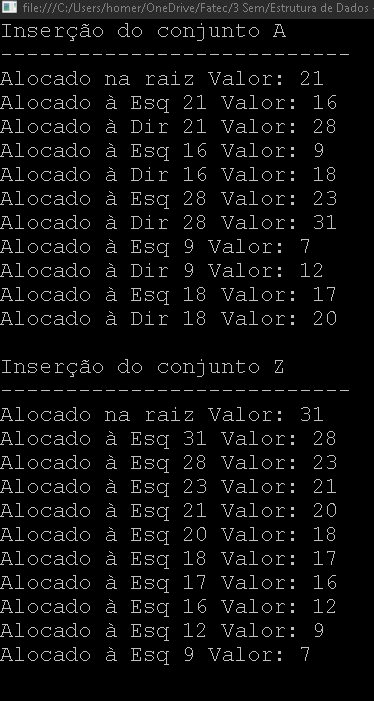 file:///C:/Users/homer/OneDrive/Fatec/3 Sem/Estrutura de Dados
Inserção do conjunto A
---------------------------
Alocado na raiz Valor: 21
Alocado à Esq 21 Valor: 16
Alocado à Dir 21 Valor: 28
Alocado à Esq 16 Valor: 9
Alocado à Dir 16 Valor: 18
Alocado à Esq 28 Valor: 23
Alocado à Dir 28 Valor: 31
Alocado à Esq 9 Valor: 7
Alocado à Dir 9 Valor: 12
Alocado à Esq 18 Valor: 17
Alocado à Dir 18 Valor: 20
Inserção do conjunto Z
---------------------------
Alocado na raiz Valor: 31
Alocado à Esq 31 Valor: 28
Alocado à Esq 28 Valor: 23
Alocado à Esq 23 Valor: 21
Alocado à Esq 21 Valor: 20
Alocado à Esq 20 Valor: 18
Alocado à Esq 18 Valor: 17
Alocado à Esq 17 Valor: 16
Alocado à Esq 16 Valor: 12
Alocado à Esq 12 Valor: 9
Alocado à Esq 9 Valor: 7